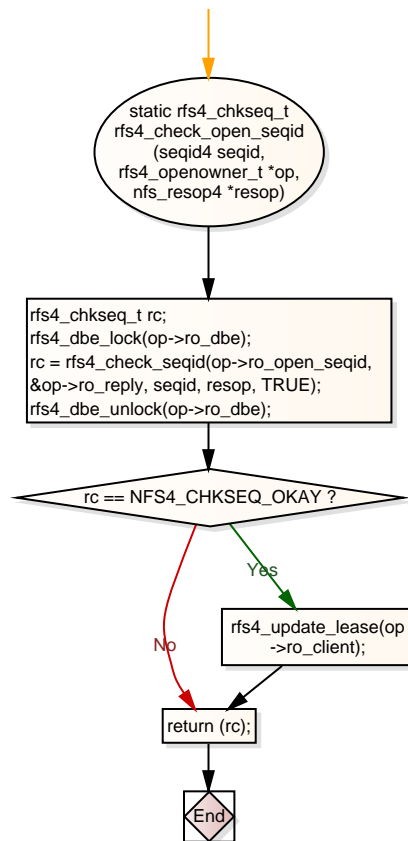 static rfs4_chkseq_t
rfs4_check_open_seqid
(seqid4 seqid,
rfs4_openowner_t *op,
nfs_resop4 *resop)
rfs4_chkseq_t rc;
rfs4_dbe_lock(op->ro_dbe);
rc = rfs4_check_seqid(op->ro_open_seqid,
&op->ro_reply, seqid, resop, TRUE);
rfs4_dbe_unlock(op->ro_dbe);
rc == NFS4_CHKSEQ_OKAY ?
Yes
rfs4_update_lease(op
->ro_client);
No
return (rc);
End